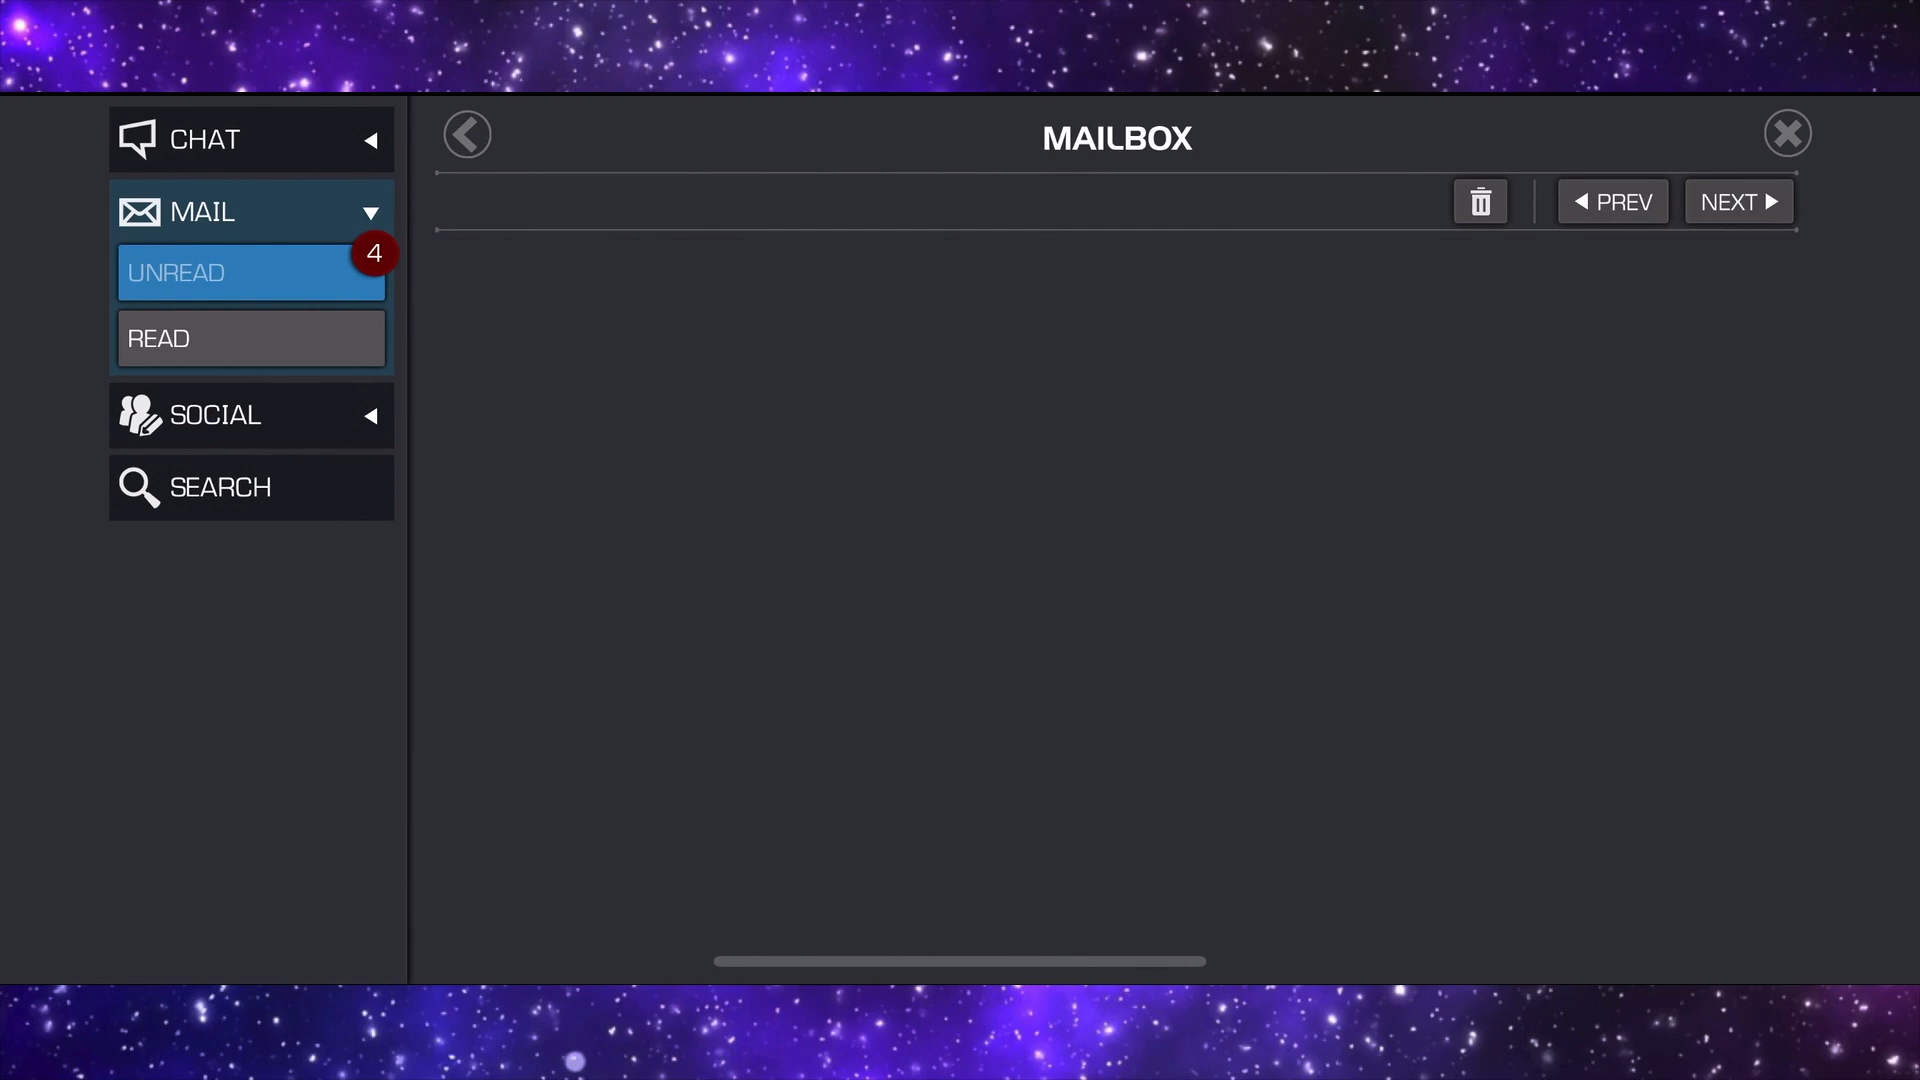 CHAT
MAIL
4
UNREAD
READ
SOCIAL
SEARCH
MAILBOX
PREV
NEXT